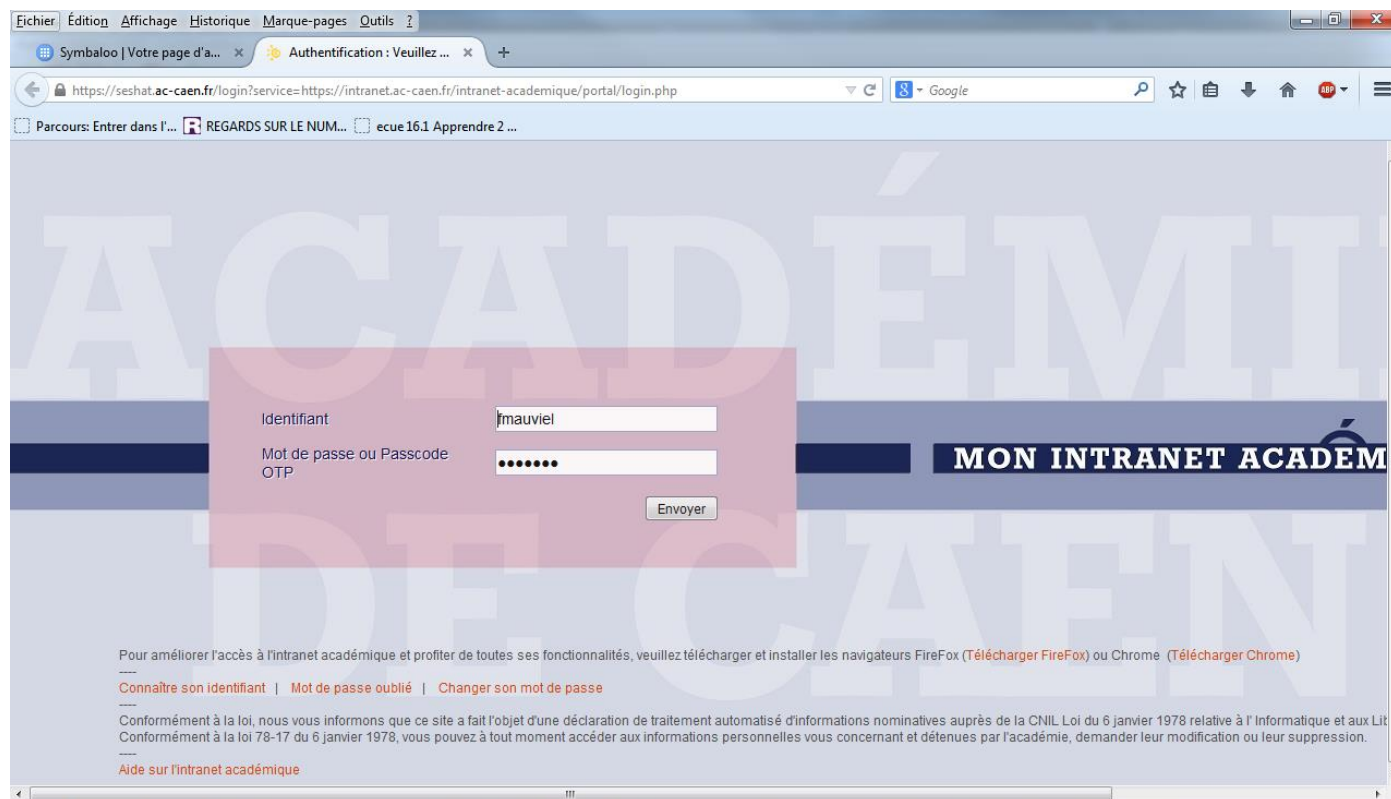 Fichier Édition Affichage Historique Marque-pages Outils ?
Symbaloo | Votre page d'a... × Authentification : Veuillez ... × +
https://seshat.ac-caen.fr/login?service=https://intranet.ac-caen.fr/intranet-academique/portal/login.php 8 Google ABP
Parcours: Entrer dans l'... R REGARDS SUR LE NUM... ecue 16.1 Apprendre 2 ...
ACADÉMI
Identifiant fmauviel
Mot de passe ou Passcode
OTP •••••••
MON INTRANET ACADÉM
Envoyer
DE CAEN
Pour améliorer l'accès à l'intranet académique et profiter de toutes ses fonctionnalités, veuillez télécharger et installer les navigateurs FireFox (Télécharger FireFox) ou Chrome (Télécharger Chrome)
----
Connaître son identifiant | Mot de passe oublié | Changer son mot de passe
----
Conformément à la loi, nous vous informons que ce site a fait l'objet d'une déclaration de traitement automatisé d'informations nominatives auprès de la CNIL Loi du 6 janvier 1978 relative à l' Informatique et aux Lib
Conformément à la loi 78-17 du 6 janvier 1978, vous pouvez à tout moment accéder aux informations personnelles vous concernant et détenues par l'académie, demander leur modification ou leur suppression.
----
Aide sur l'intranet académique